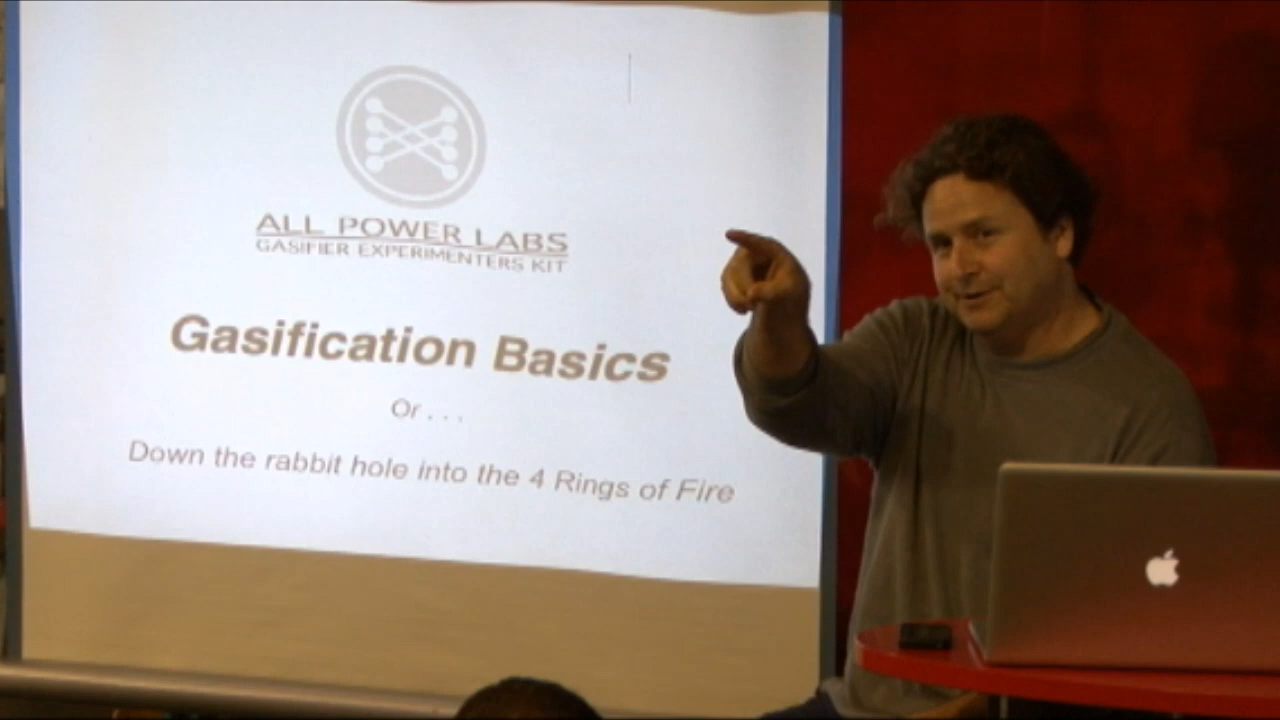 ALL POWER LABS
GASIFIER EXPERIMENTERS KIT
Gasification Basics
Or . . .
Down the rabbit hole into the 4 Rings of Fire